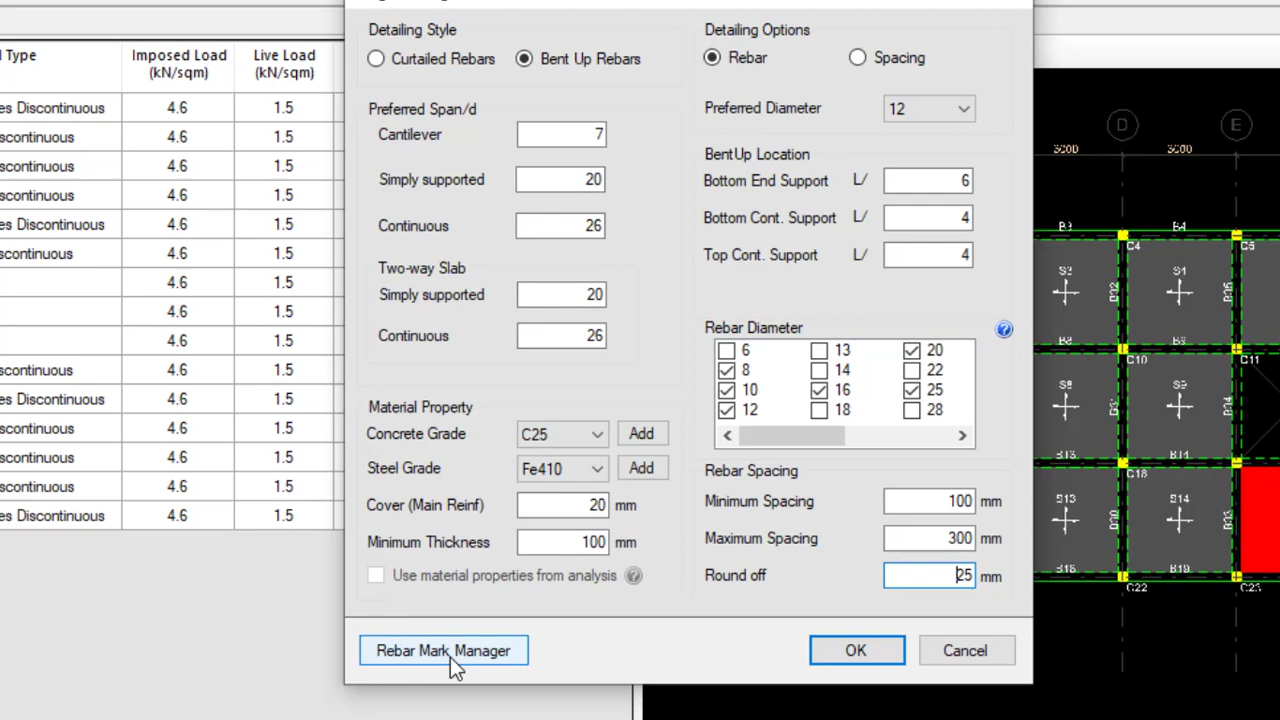 Type
Imposed Load
(kN/sqm)
Live Load
(kN/sqm)
es Discontinuous 4.6 1.5
scontinuous 4.6 1.5
scontinuous 4.6 1.5
scontinuous 4.6 1.5
es Discontinuous 4.6 1.5
scontinuous 4.6 1.5
4.6 1.5
4.6 1.5
4.6 1.5
scontinuous 4.6 1.5
es Discontinuous 4.6 1.5
scontinuous 4.6 1.5
scontinuous 4.6 1.5
scontinuous 4.6 1.5
es Discontinuous 4.6 1.5
Detailing Style
Curtailed Rebars Bent Up Rebars
Preferred Span/d
Cantilever 7
Simply supported 20
Continuous 26
Two-way Slab
Simply supported 20
Continuous 26
Material Property
Concrete Grade C25 Add
Steel Grade Fe410 Add
Cover (Main Reinf) 20 mm
Minimum Thickness 100 mm
Use material properties from analysis
Rebar Mark Manager
Detailing Options
Rebar Spacing
Preferred Diameter 12
BentUp Location
Bottom End Support L/ 6
Bottom Cont. Support L/ 4
Top Cont. Support L/ 4
Rebar Diameter
6 13 20
8 14 22
10 16 25
12 18 28
Rebar Spacing
Minimum Spacing 100 mm
Maximum Spacing 300 mm
Round off 25 mm
OK Cancel
D E
3000 3000
B3 B4
C4 C5
S3 S4
C10 C11
S8 S9
B13 B14
C18
S13 S14
B18 B19
C22 C23